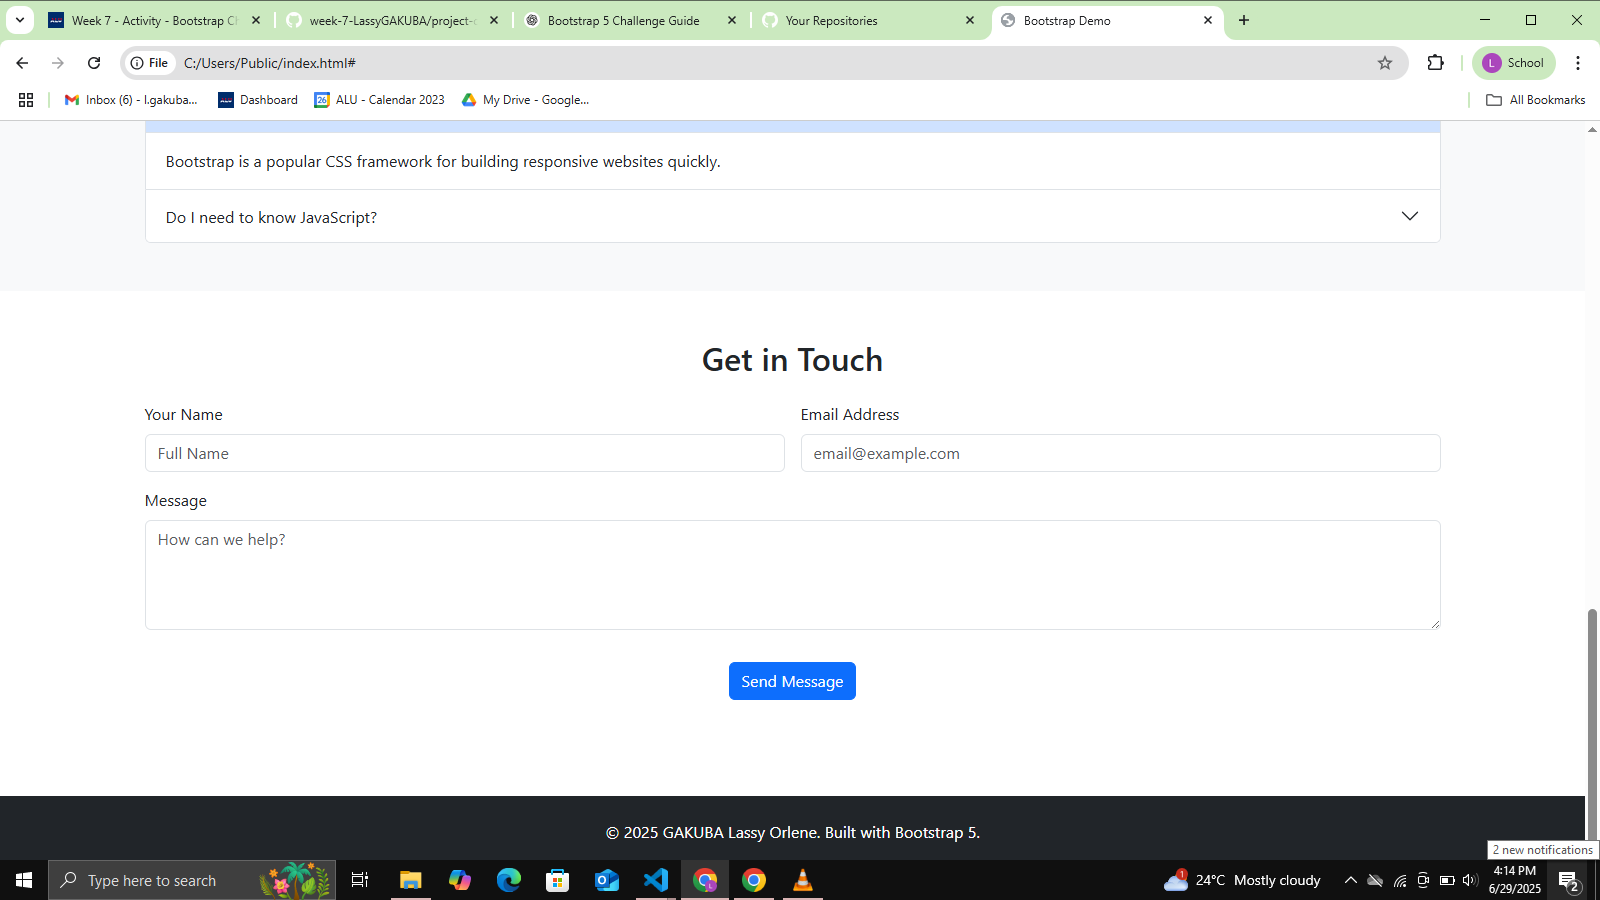 Week 7 - Activity - Bootstrap Ch
week-7-LassyGAKUBA/project-
Bootstrap 5 Challenge Guide
Your Repositories
Bootstrap Demo
File
C:/Users/Public/index.html#
School
Inbox (6) - l.gakuba...
Dashboard
ALU - Calendar 2023
My Drive - Google...
All Bookmarks
Bootstrap is a popular CSS framework for building responsive websites quickly.
Do I need to know JavaScript?
Get in Touch
Your Name
Email Address
Full Name
email@example.com
Message
How can we help?
Send Message
© 2025 GAKUBA Lassy Orlene. Built with Bootstrap 5.
2 new notifications
Type here to search
1
24°C Mostly cloudy
4:14 PM
6/29/2025
2